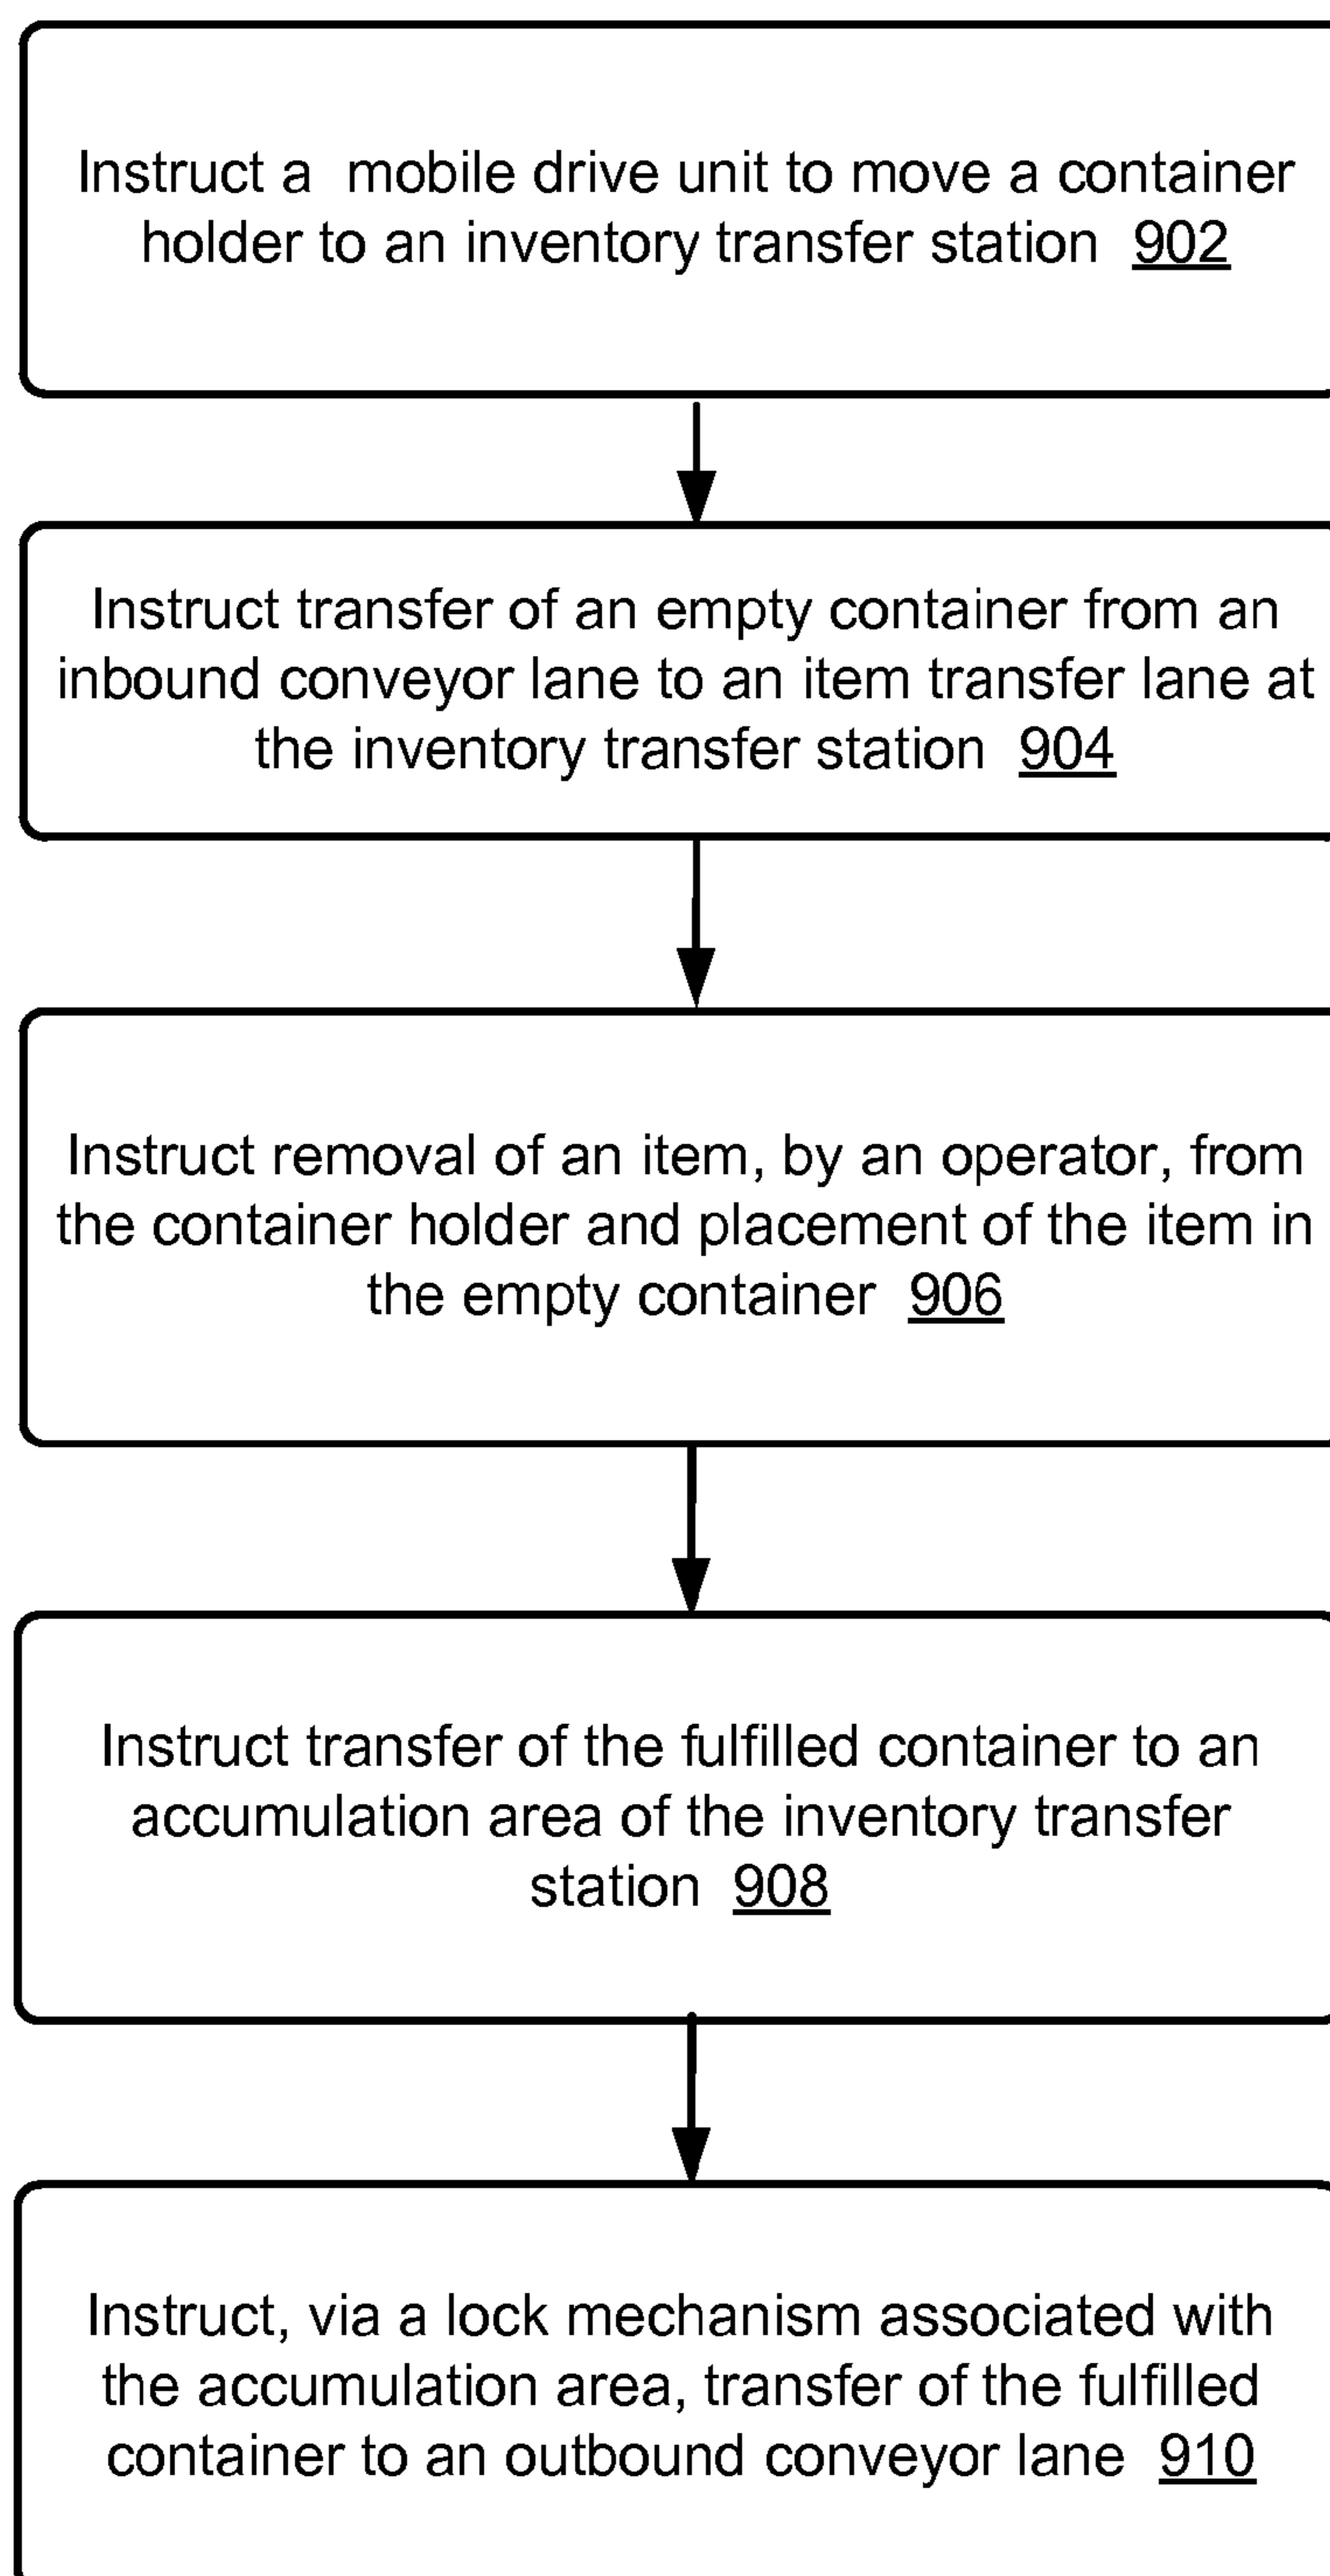 Instruct a mobile drive unit to move a container
holder to an inventory transfer station 902
Instruct transfer of an empty container from an
inbound conveyor lane to an item transfer lane at
the inventory transfer station 904
Instruct removal of an item, by an operator, from
the container holder and placement of the item in
the empty container 906
Instruct transfer of the fulfilled container to an
accumulation area of the inventory transfer
station 908
Instruct, via a lock mechanism associated with
the accumulation area, transfer of the fulfilled
container to an outbound conveyor lane 910